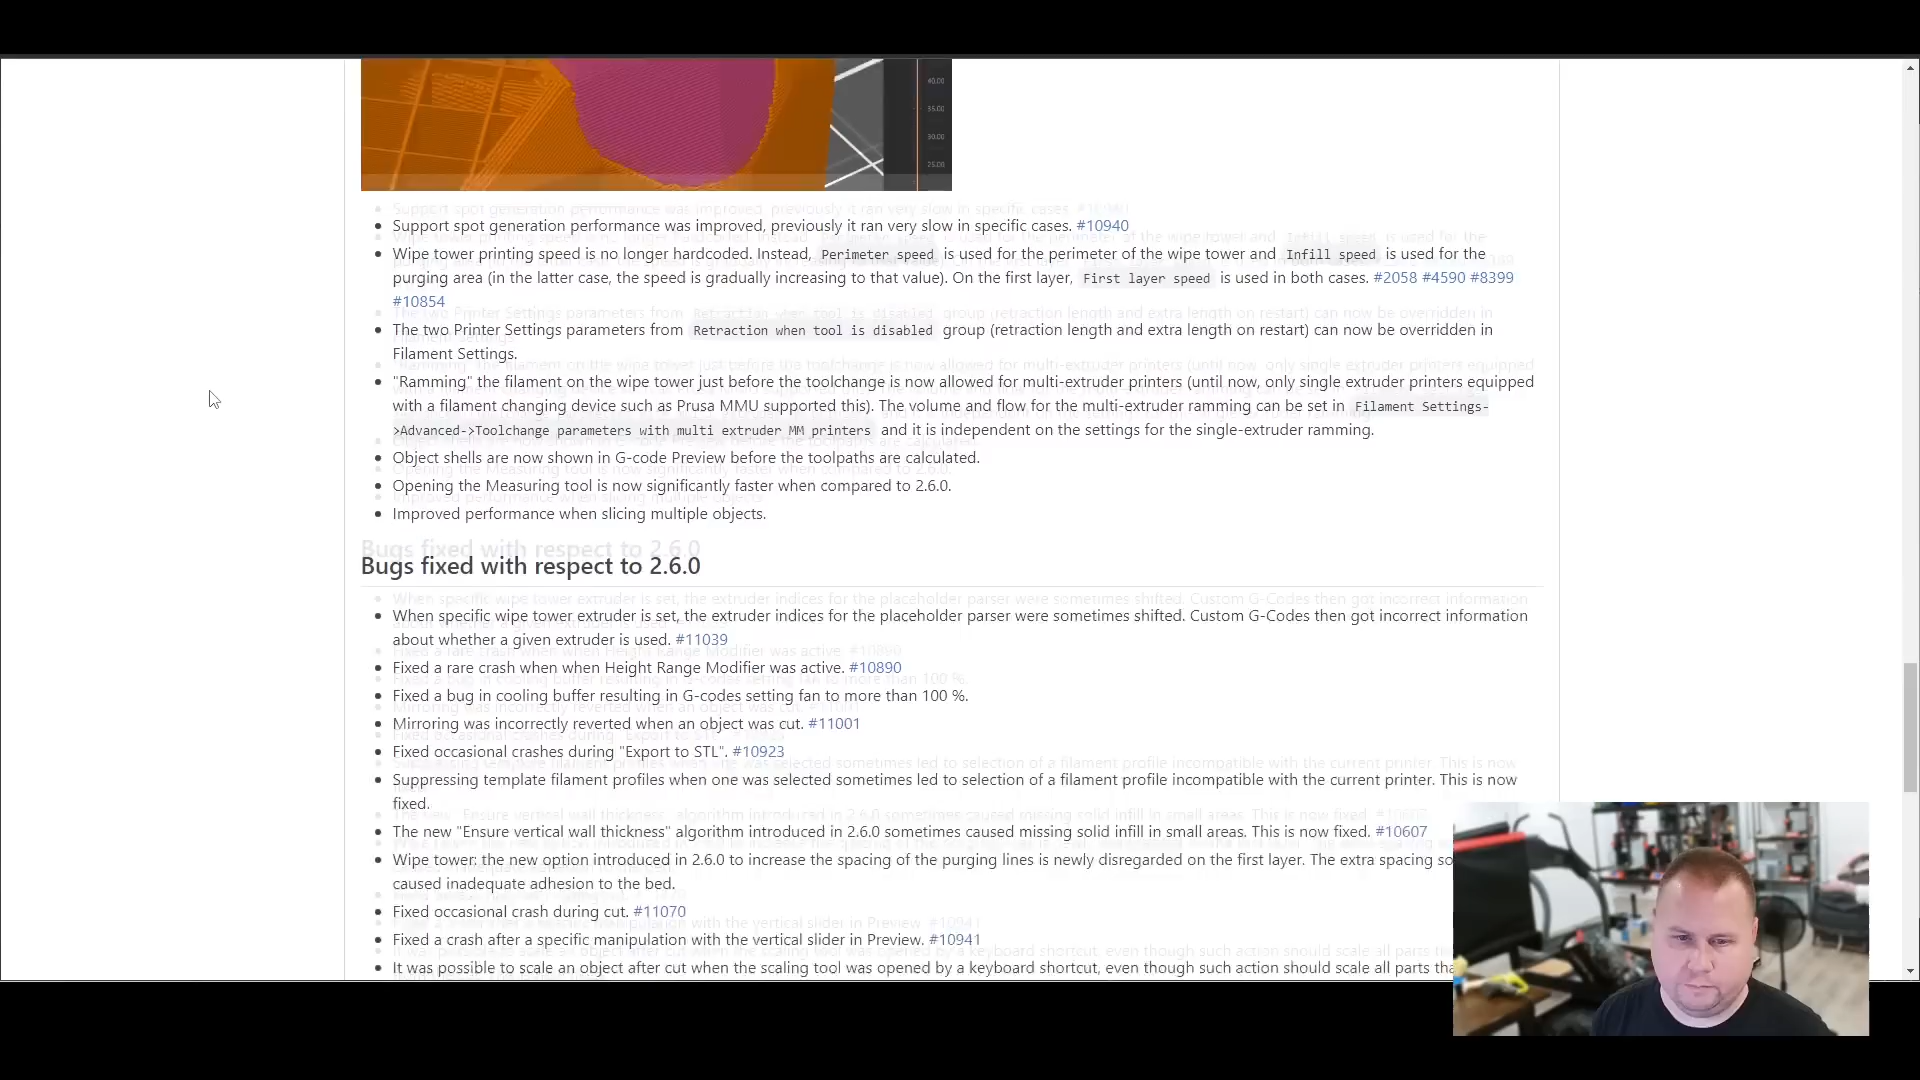 40.00
35.00
30.00
25.00
Support spot generation performance was improved, previously it ran very slow in specific cases. #10940
Wipe tower printing speed is no longer hardcoded. Instead, Perimeter speed is used for the perimeter of the wipe tower and Infill speed is used for the
purging area (in the latter case, the speed is gradually increasing to that value). On the first layer, First layer speed is used in both cases. #2058 #4590 #8399
#10854
The two Printer Settings parameters from Retraction when tool is disabled group (retraction length and extra length on restart) can now be overridden in
Filament Settings.
"Ramming" the filament on the wipe tower just before the toolchange is now allowed for multi-extruder printers (until now, only single extruder printers equipped
with a filament changing device such as Prusa MMU supported this). The volume and flow for the multi-extruder ramming can be set in Filament Settings-
>Advanced->Toolchange parameters with multi extruder MM printers and it is independent on the settings for the single-extruder ramming.
Object shells are now shown in G-code Preview before the toolpaths are calculated.
Opening the Measuring tool is now significantly faster when compared to 2.6.0.
Improved performance when slicing multiple objects.
Bugs fixed with respect to 2.6.0
When specific wipe tower extruder is set, the extruder indices for the placeholder parser were sometimes shifted. Custom G-Codes then got incorrect information
about whether a given extruder is used. #11039
Fixed a rare crash when when Height Range Modifier was active. #10890
Fixed a bug in cooling buffer resulting in G-codes setting fan to more than 100 %.
Mirroring was incorrectly reverted when an object was cut. #11001
Fixed occasional crashes during "Export to STL". #10923
Suppressing template filament profiles when one was selected sometimes led to selection of a filament profile incompatible with the current printer. This is now
fixed.
The new "Ensure vertical wall thickness" algorithm introduced in 2.6.0 sometimes caused missing solid infill in small areas. This is now fixed. #10607
Wipe tower: the new option introduced in 2.6.0 to increase the spacing of the purging lines is newly disregarded on the first layer. The extra spacing so
caused inadequate adhesion to the bed.
Fixed occasional crash during cut. #11070
Fixed a crash after a specific manipulation with the vertical slider in Preview. #10941
It was possible to scale an object after cut when the scaling tool was opened by a keyboard shortcut, even though such action should scale all parts tha